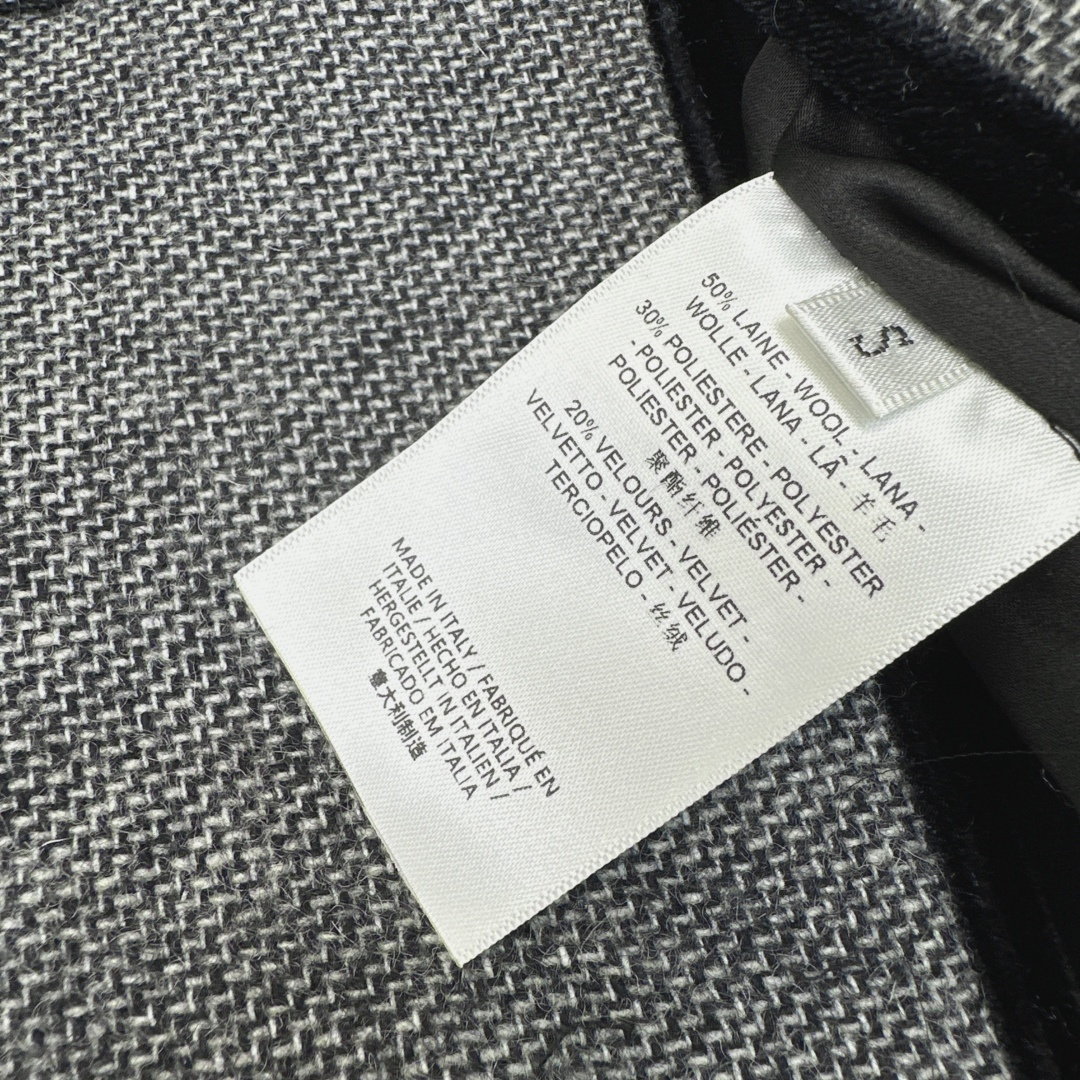 S
50% LAINE - WOOL - LANA -
WOLLE - LANA - LÃ - 羊毛
30% POLIESTERE - POLYESTER
- POLIESTER - POLYESTER -
POLIESTER - POLIÉSTER -
聚酯纤维
20% VELOURS - VELVET -
VELVETTO - VELVET - VELUDO -
TERCIOPELO - 丝绒
MADE IN ITALY / FABRIQUÉ EN
ITALIE / HECHO EN ITALIA /
HERGESTELLT IN ITALIEN /
FABRICADO EM ITALIA
意大利制造